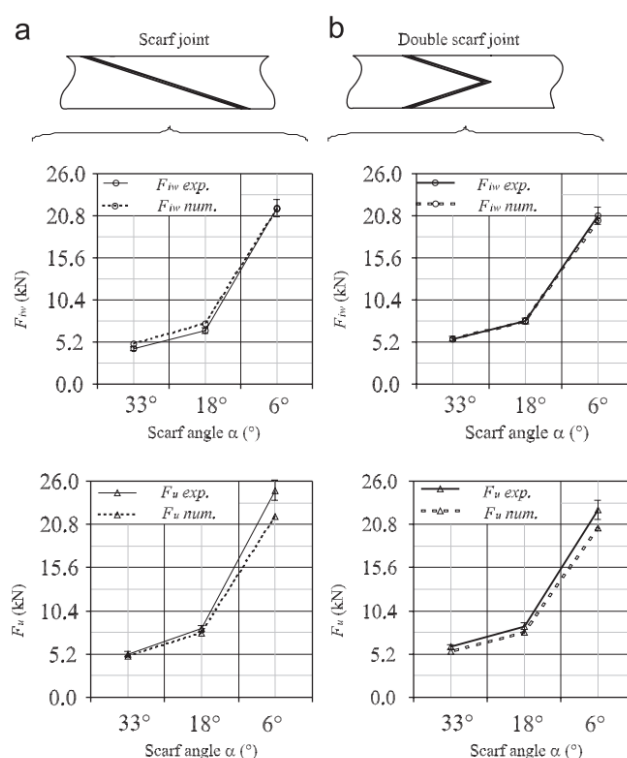 a
b
Scarf joint
Double scarf joint
26.0
20.8
15.6
10.4
5.2
0.0
F_iw (kN)
F_iw exp.
F_iw num.
33° 18° 6°
Scarf angle α (°)
26.0
20.8
15.6
10.4
5.2
0.0
F_iw (kN)
F_iw exp.
F_iw num.
33° 18° 6°
Scarf angle α (°)
26.0
20.8
15.6
10.4
5.2
0.0
F_u (kN)
F_u exp.
F_u num.
33° 18° 6°
Scarf angle α (°)
26.0
20.8
15.6
10.4
5.2
0.0
F_u (kN)
F_u exp.
F_u num.
33° 18° 6°
Scarf angle α (°)